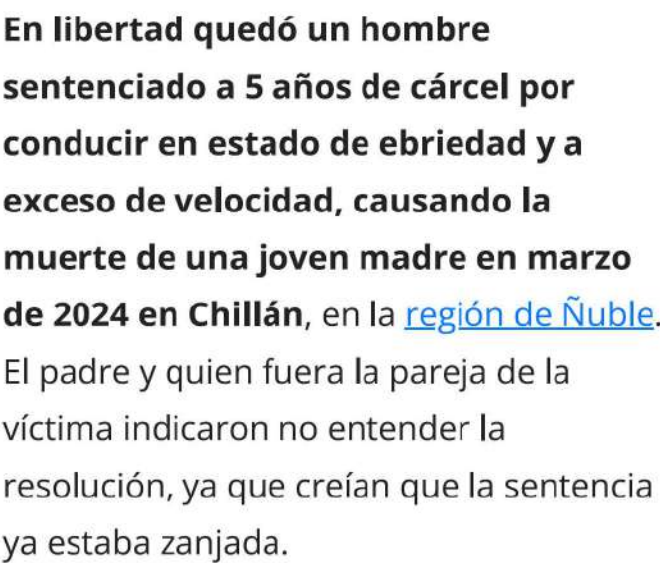 En libertad quedó un hombre
sentenciado a 5 años de cárcel por
conducir en estado de ebriedad y a
exceso de velocidad, causando la
muerte de una joven madre en marzo
de 2024 en Chillán, en la región de Ñuble.
El padre y quien fuera la pareja de la
víctima indicaron no entender la
resolución, ya que creían que la sentencia
ya estaba zanjada.